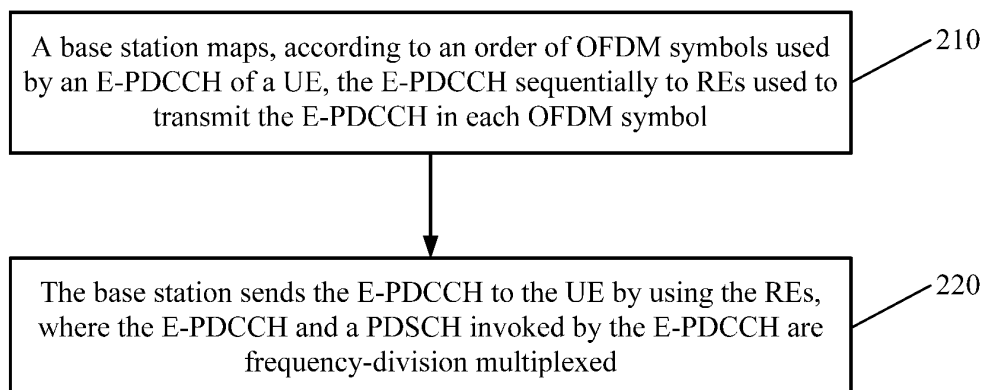 A base station maps, according to an order of OFDM symbols used
by an E-PDCCH of a UE, the E-PDCCH sequentially to REs used to
transmit the E-PDCCH in each OFDM symbol
210
The base station sends the E-PDCCH to the UE by using the REs,
where the E-PDCCH and a PDSCH invoked by the E-PDCCH are
frequency-division multiplexed
220